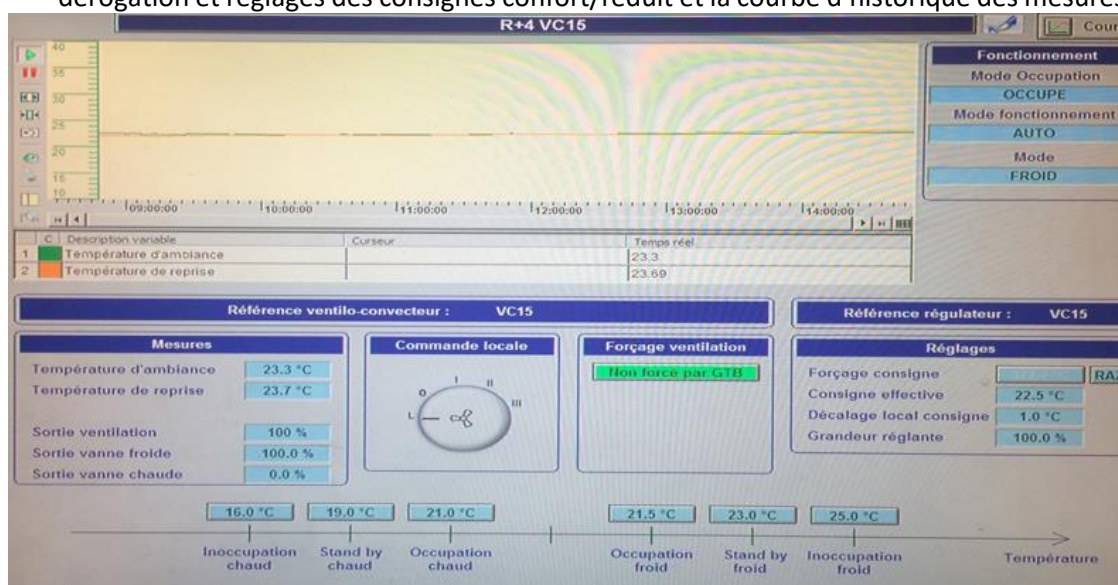 dérogation et réglages des consignes confort/réduit et la courbe d'historique des mesures
R+4 VC15
Cour
40
35
30
25
20
15
10
09:00:00 10:00:00 11:00:00 12:00:00 13:00:00 14:00:00
C Description variable Curseur Temps réel
1 Température d'ambiance 23.3
2 Température de reprise 23.69
Fonctionnement
Mode Occupation
OCCUPE
Mode fonctionnement
AUTO
Mode
FROID
Référence ventilo-convecteur : VC15
Référence régulateur : VC15
Mesures
Température d'ambiance 23.3 °C
Température de reprise 23.7 °C
Sortie ventilation 100 %
Sortie vanne froide 100.0 %
Sortie vanne chaude 0.0 %
Commande locale
L 0 I II III
Forçage ventilation
Non forcé par GTB
Réglages
Forçage consigne RAZ
Consigne effective 22.5 °C
Décalage local consigne 1.0 °C
Grandeur réglante 100.0 %
16.0 °C 19.0 °C 21.0 °C 21.5 °C 23.0 °C 25.0 °C
Inoccupation chaud
Stand by chaud
Occupation chaud
Occupation froid
Stand by froid
Inoccupation froid
Température